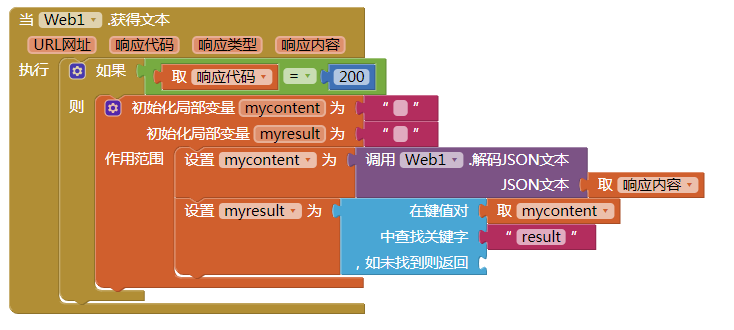 当 Web1 .获得文本
URL网址 响应代码 响应类型 响应内容
执行 如果 取 响应代码 = 200
则 初始化局部变量 mycontent 为 “ ”
初始化局部变量 myresult 为 “ ”
作用范围 设置 mycontent 为 调用 Web1 .解码JSON文本
JSON文本 取 响应内容
设置 myresult 为 在键值对 取 mycontent
中查找关键字 “ result ”
，如未找到则返回